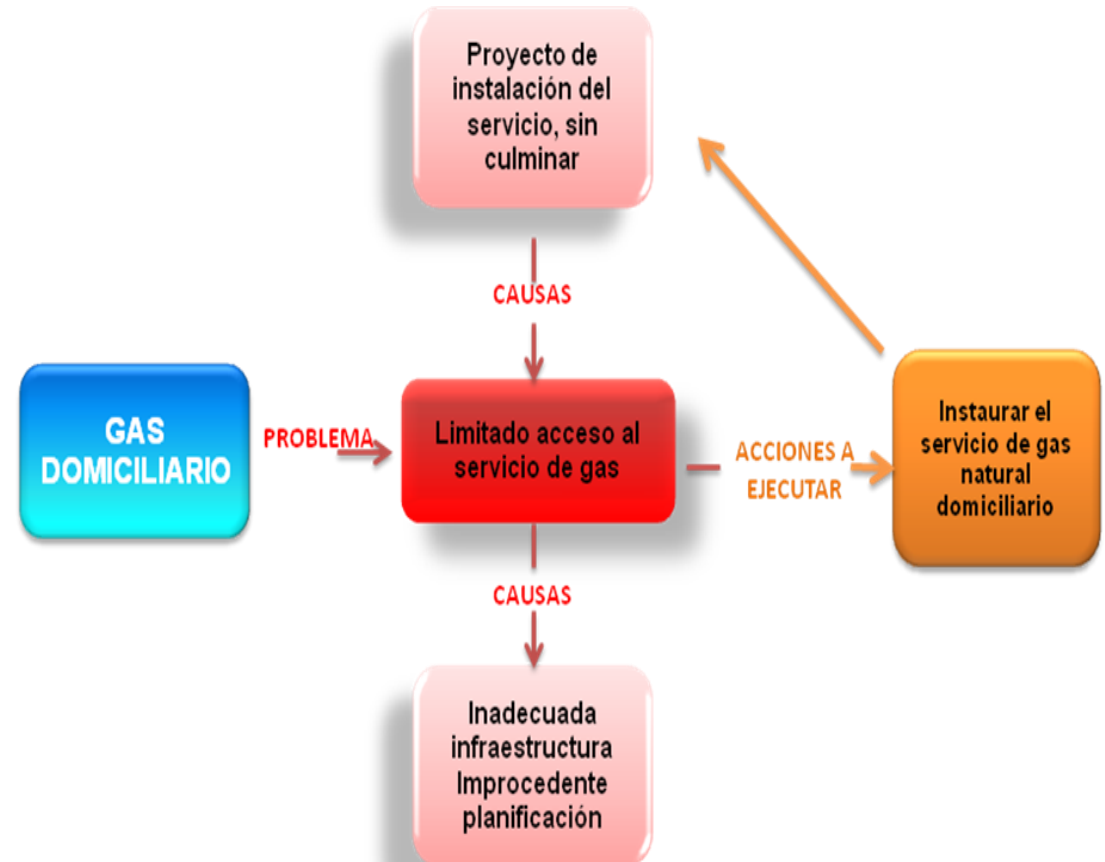 Proyecto de
instalación del
servicio, sin
culminar
CAUSAS
GAS
DOMICILIARIO
PROBLEMA
Limitado acceso al
servicio de gas
ACCIONES A
EJECUTAR
Instaurar el
servicio de gas
natural
domiciliario
CAUSAS
Inadecuada
infraestructura
Improcedente
planificación